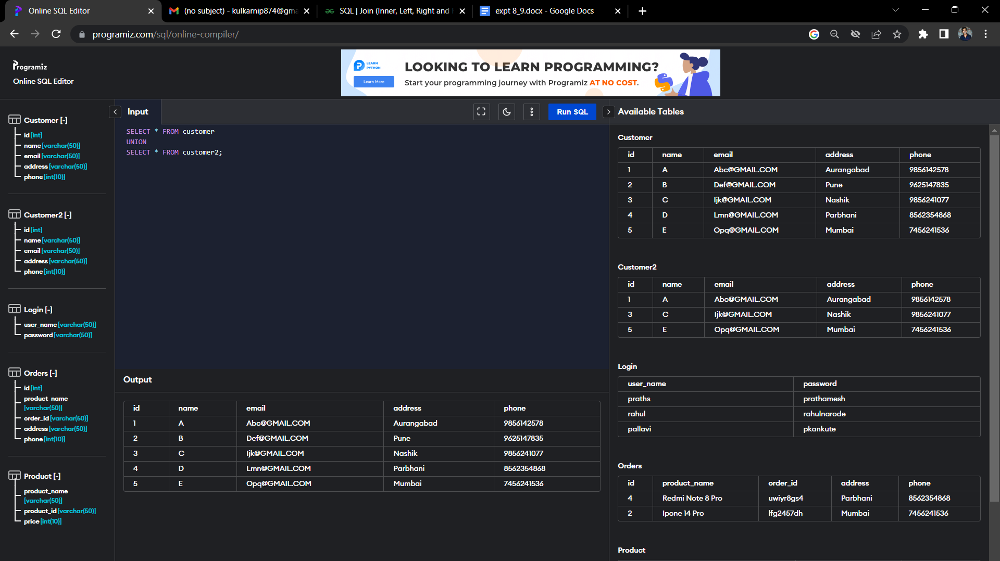 Online SQL Editor
(no subject) - kulkarnip874@gma
SQL | Join (Inner, Left, Right and F
expt 8_9.docx - Google Docs
programiz.com/sql/online-compiler/
Programiz
Online SQL Editor
LEARN PYTHON
Learn More
LOOKING TO LEARN PROGRAMMING?
Start your programming journey with Programiz AT NO COST.
Customer [-]
id [int]
name [varchar(50)]
email [varchar(50)]
address [varchar(50)]
phone [int(10)]
Customer2 [-]
id [int]
name [varchar(50)]
email [varchar(50)]
address [varchar(50)]
phone [int(10)]
Login [-]
user_name [varchar(50)]
password [varchar(50)]
Orders [-]
id [int]
product_name
[varchar(50)]
order_id [varchar(50)]
address [varchar(50)]
phone [int(10)]
Product [-]
product_name
[varchar(50)]
product_id [varchar(50)]
price [int(10)]
Input
Run SQL
SELECT * FROM customer
UNION
SELECT * FROM customer2;
Output
id name email address phone
1 A Abc@GMAIL.COM Aurangabad 9856142578
2 B Def@GMAIL.COM Pune 9625147835
3 C Ijk@GMAIL.COM Nashik 9856241077
4 D Lmn@GMAIL.COM Parbhani 8562354868
5 E Opq@GMAIL.COM Mumbai 7456241536
Available Tables
Customer
id name email address phone
1 A Abc@GMAIL.COM Aurangabad 9856142578
2 B Def@GMAIL.COM Pune 9625147835
3 C Ijk@GMAIL.COM Nashik 9856241077
4 D Lmn@GMAIL.COM Parbhani 8562354868
5 E Opq@GMAIL.COM Mumbai 7456241536
Customer2
id name email address phone
1 A Abc@GMAIL.COM Aurangabad 9856142578
3 C Ijk@GMAIL.COM Nashik 9856241077
5 E Opq@GMAIL.COM Mumbai 7456241536
Login
user_name password
praths prathamesh
rahul rahulnarode
pallavi pkankute
Orders
id product_name order_id address phone
4 Redmi Note 8 Pro uwiyr8gs4 Parbhani 8562354868
2 Ipone 14 Pro lfg2457dh Mumbai 7456241536
Product